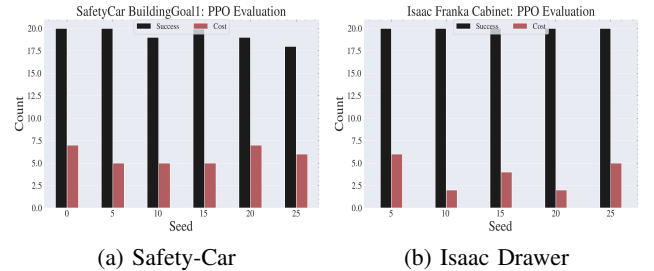 SafetyCar BuildingGoal1: PPO Evaluation
Success Cost
20.0
17.5
15.0
12.5
10.0
7.5
5.0
2.5
0.0
Count
0 5 10 15 20 25
Seed
(a) Safety-Car
Isaac Franka Cabinet: PPO Evaluation
Success Cost
20.0
17.5
15.0
12.5
10.0
7.5
5.0
2.5
0.0
Count
5 10 15 20 25
Seed
(b) Isaac Drawer